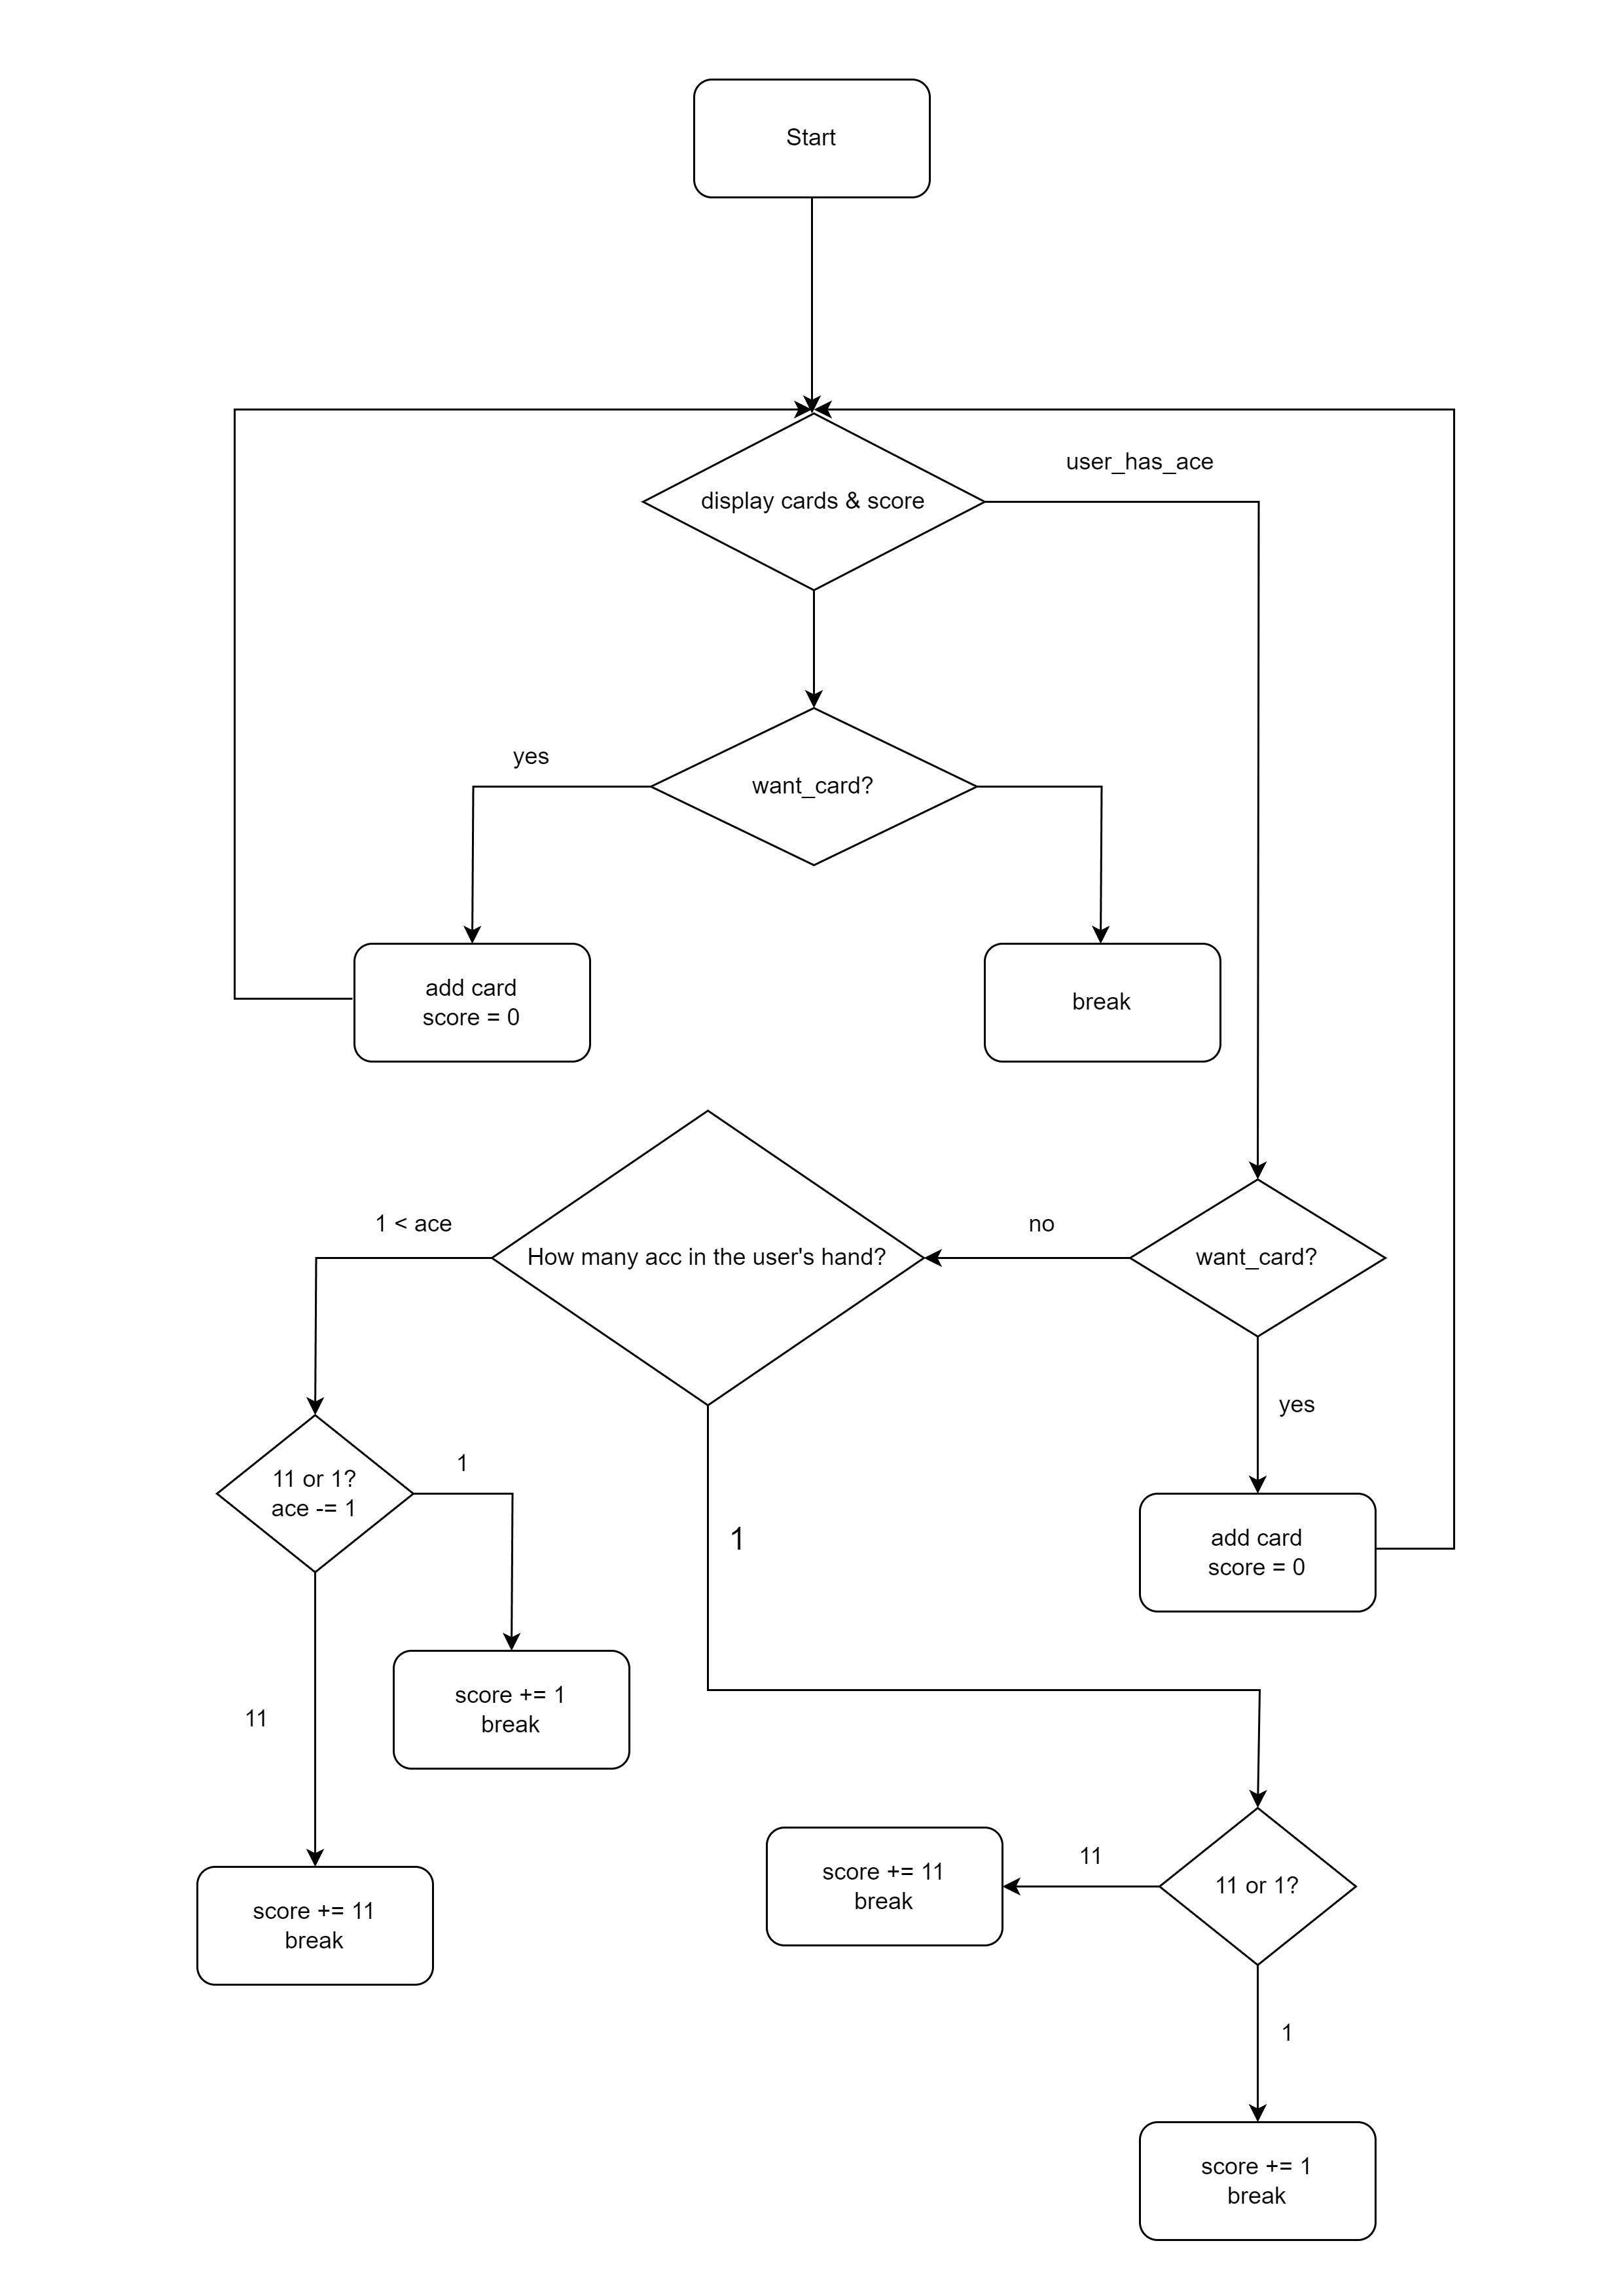 Start
user_has_ace
display cards & score
yes
want_card?
add card
score = 0
break
1 < ace
How many acc in the user's hand?
no
want_card?
yes
11 or 1?
ace -= 1
1
1
add card
score = 0
score += 1
break
11
score += 11
break
score += 11
break
11
11 or 1?
1
score += 1
break